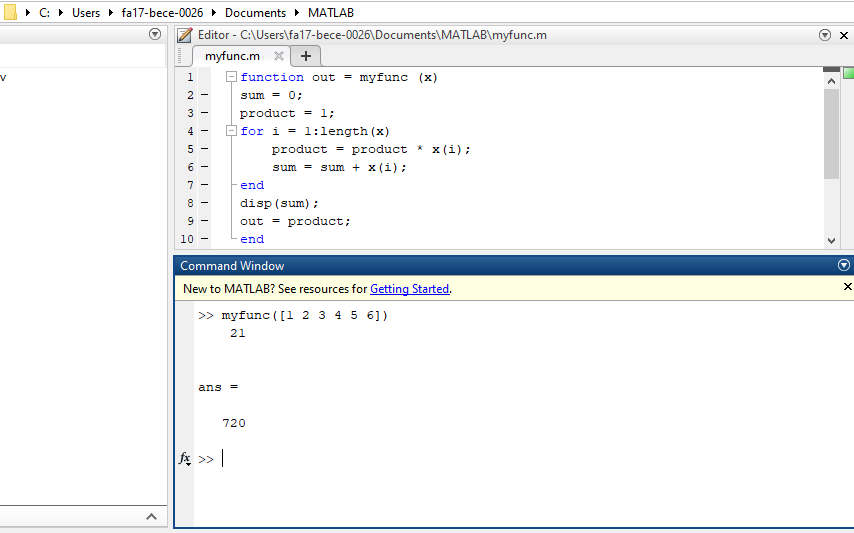 C: Users fa17-bece-0026 Documents MATLAB
Editor - C:\Users\fa17-bece-0026\Documents\MATLAB\myfunc.m
myfunc.m
v
1 function out = myfunc (x)
2 sum = 0;
3 product = 1;
4 for i = 1:length(x)
5 product = product * x(i);
6 sum = sum + x(i);
7 end
8 disp(sum);
9 out = product;
10 end
Command Window
New to MATLAB? See resources for Getting Started.
>> myfunc([1 2 3 4 5 6])
21
ans =
720
fx >>